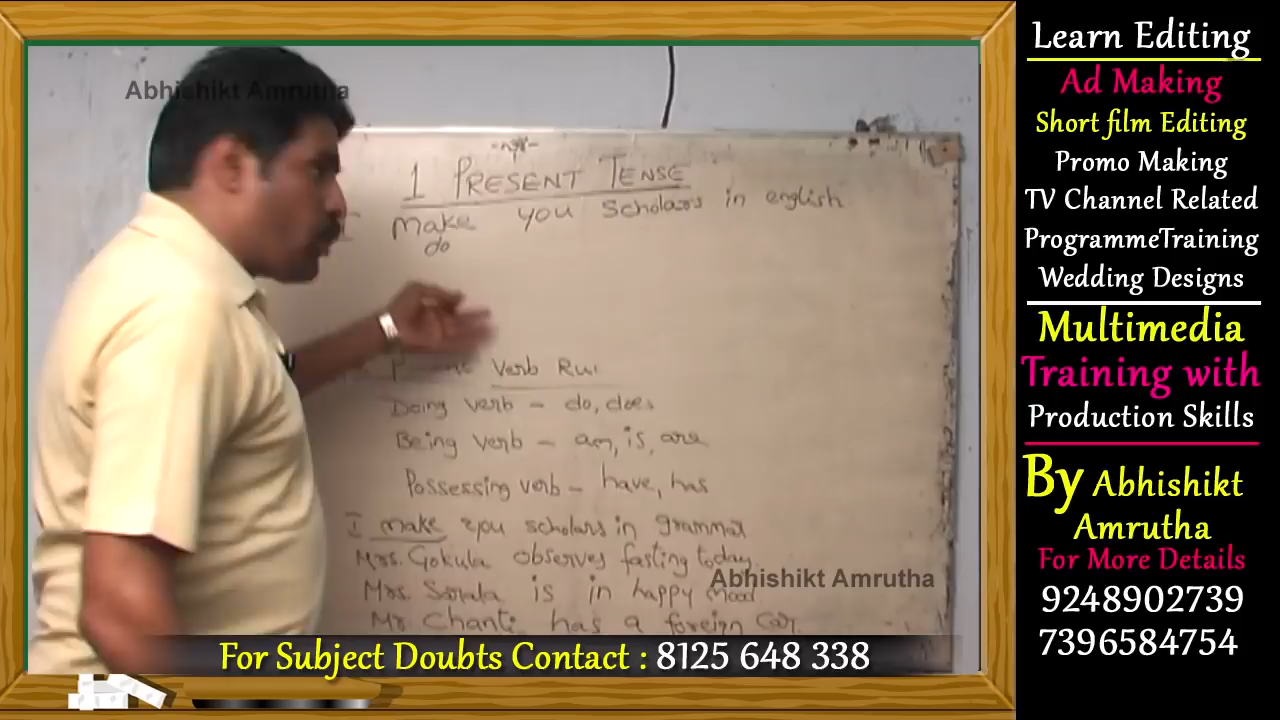 Abhishikt Amrutha
1 PRESENT TENSE
I make you scholars in english
do
Verb Rul
Doing verb - do, does
Being verb - am, is, are
Possessing verb - have, has
I make you scholars in grammar
Mrs. Gokula observes fasting today
Abhishikt Amrutha
Mrs. Sarala is in happy mood
Mr. Chanti has a foreign car.
For Subject Doubts Contact : 8125 648 338
Learn Editing
Ad Making
Short film Editing
Promo Making
TV Channel Related
ProgrammeTraining
Wedding Designs
Multimedia
Training with
Production Skills
By Abhishikt
Amrutha
For More Details
9248902739
7396584754